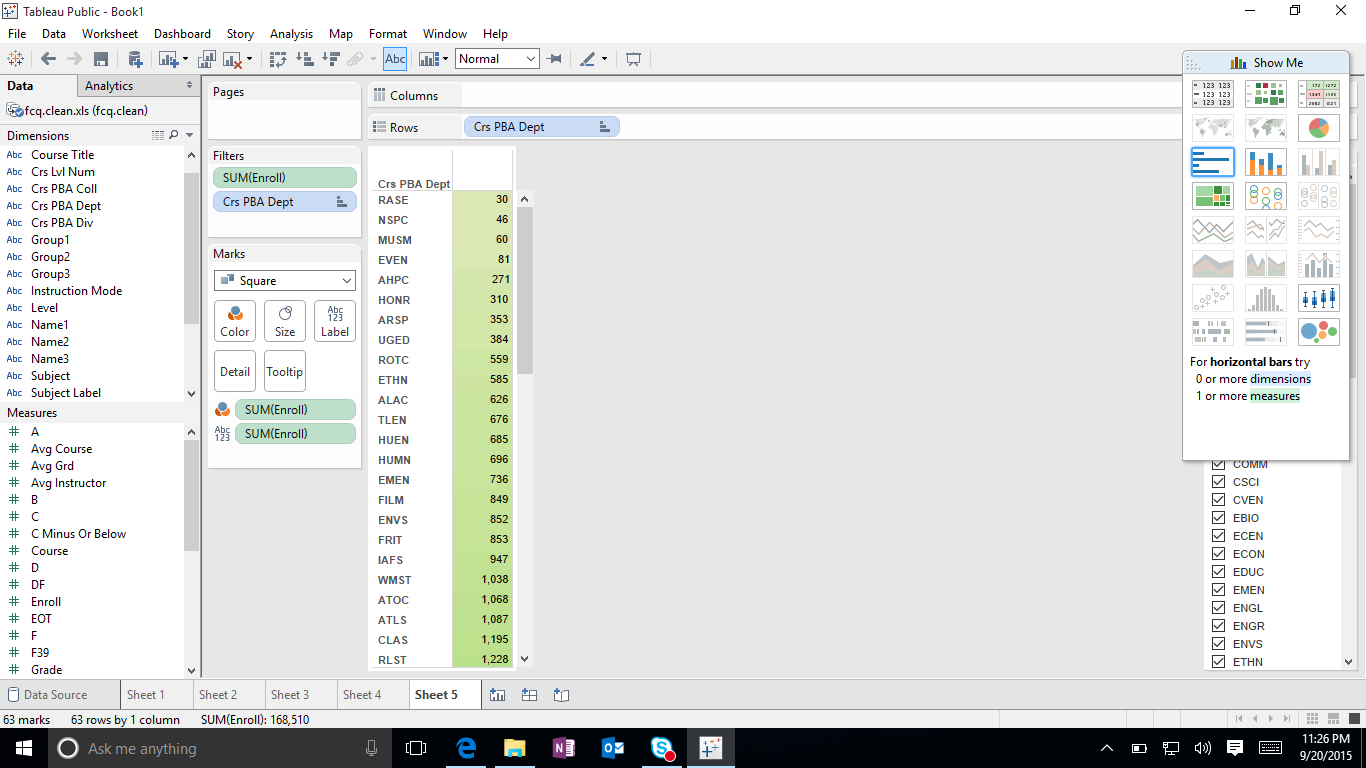 Tableau Public - Book1
File Data Worksheet Dashboard Story Analysis Map Format Window Help
Abc Normal
Data Analytics
fcq.clean.xls (fcq.clean)
Dimensions
Abc Course Title
Abc Crs Lvl Num
Abc Crs PBA Coll
Abc Crs PBA Dept
Abc Crs PBA Div
Abc Group1
Abc Group2
Abc Group3
Abc Instruction Mode
Abc Level
Abc Name1
Abc Name2
Abc Name3
Abc Subject
Abc Subject Label
Measures
# A
# Avg Course
# Avg Grd
# Avg Instructor
# B
# C
# C Minus Or Below
# Course
# D
# DF
# Enroll
# EOT
# F
# F39
# Grade
Pages
Filters
SUM(Enroll)
Crs PBA Dept
Marks
Square
Color Size Abc 123 Label
Detail Tooltip
SUM(Enroll)
Abc 123 SUM(Enroll)
Columns
Rows Crs PBA Dept
Crs PBA Dept
RASE 30
NSPC 46
MUSM 60
EVEN 81
AHPC 271
HONR 310
ARSP 353
UGED 384
ROTC 559
ETHN 585
ALAC 626
TLEN 676
HUEN 685
HUMN 696
EMEN 736
FILM 849
ENVS 852
FRIT 853
IAFS 947
WMST 1,038
ATOC 1,068
ATLS 1,087
CLAS 1,195
RLST 1,228
Show Me
For horizontal bars try
0 or more dimensions
1 or more measures
COMM
CSCI
CVEN
EBIO
ECEN
ECON
EDUC
EMEN
ENGL
ENGR
ENVS
ETHN
Data Source Sheet 1 Sheet 2 Sheet 3 Sheet 4 Sheet 5
63 marks 63 rows by 1 column SUM(Enroll): 168,510
Ask me anything
11:26 PM
9/20/2015